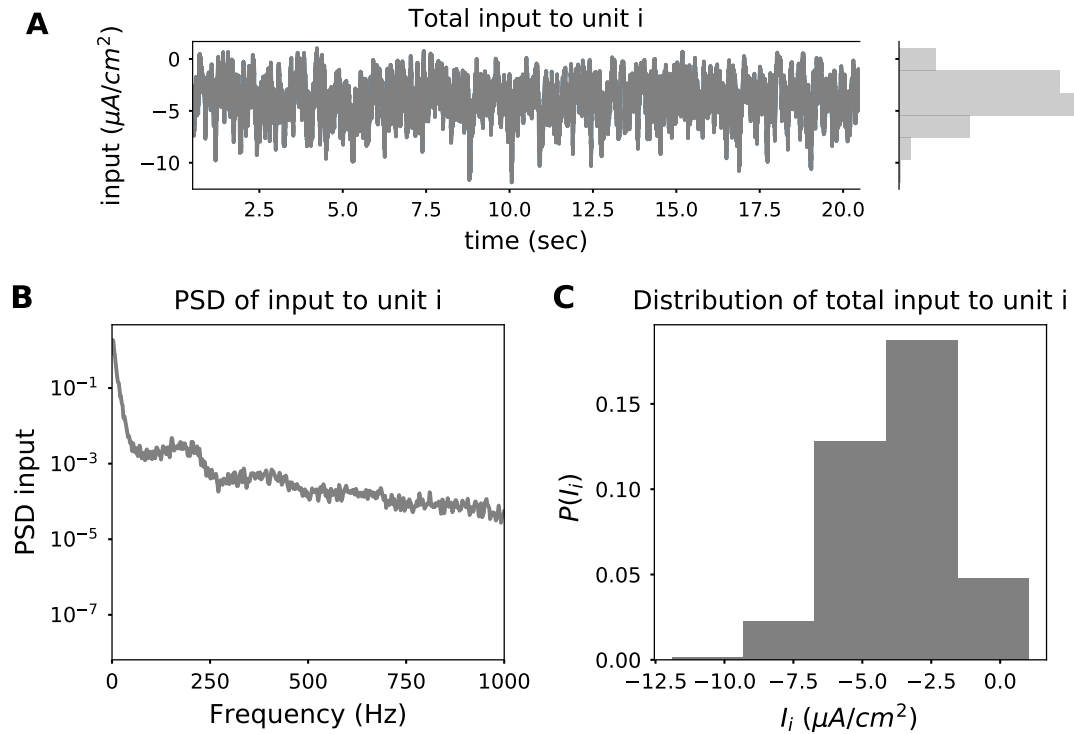 A
Total input to unit i
input (μA/cm²)
0
−5
−10
2.5 5.0 7.5 10.0 12.5 15.0 17.5 20.0
time (sec)
B
PSD of input to unit i
PSD input
10⁻¹
10⁻³
10⁻⁵
10⁻⁷
0 250 500 750 1000
Frequency (Hz)
C
Distribution of total input to unit i
P(Iᵢ)
0.15
0.10
0.05
0.00
−12.5 −10.0 −7.5 −5.0 −2.5 0.0
Iᵢ (μA/cm²)